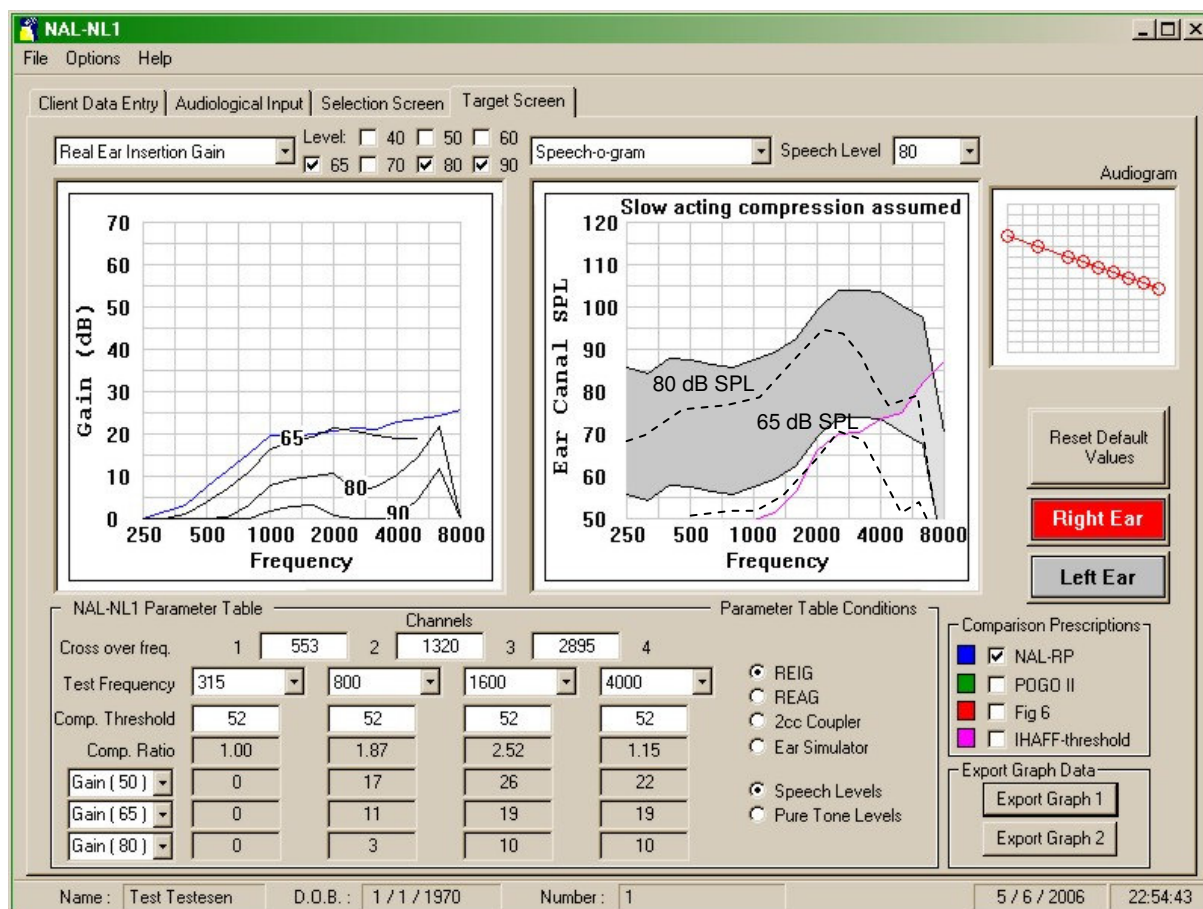 NAL-NL1
File Options Help
Client Data Entry Audiological Input Selection Screen Target Screen
Real Ear Insertion Gain
Level: 40 50 60
65 70 80 90
Speech-o-gram
Speech Level 80
Audiogram
Slow acting compression assumed
70
60
50
40
30
20
10
0
Gain (dB)
65
80
90
250 500 1000 2000 4000 8000
Frequency
120
110
100
90
80
70
60
50
Ear Canal SPL
80 dB SPL
65 dB SPL
250 500 1000 2000 4000 8000
Frequency
Reset Default
Values
Right Ear
Left Ear
NAL-NL1 Parameter Table
Channels
Cross over freq. 1 553 2 1320 3 2895 4
Test Frequency 315 800 1600 4000
Comp. Threshold 52 52 52 52
Comp. Ratio 1.00 1.87 2.52 1.15
Gain ( 50 ) 0 17 26 22
Gain ( 65 ) 0 11 19 19
Gain ( 80 ) 0 3 10 10
Parameter Table Conditions
REIG
REAG
2cc Coupler
Ear Simulator
Speech Levels
Pure Tone Levels
Comparison Prescriptions
NAL-RP
POGO II
Fig 6
IHAFF-threshold
Export Graph Data
Export Graph 1
Export Graph 2
Name : Test Testesen D.O.B. : 1 / 1 / 1970 Number : 1 5 / 6 / 2006 22:54:43